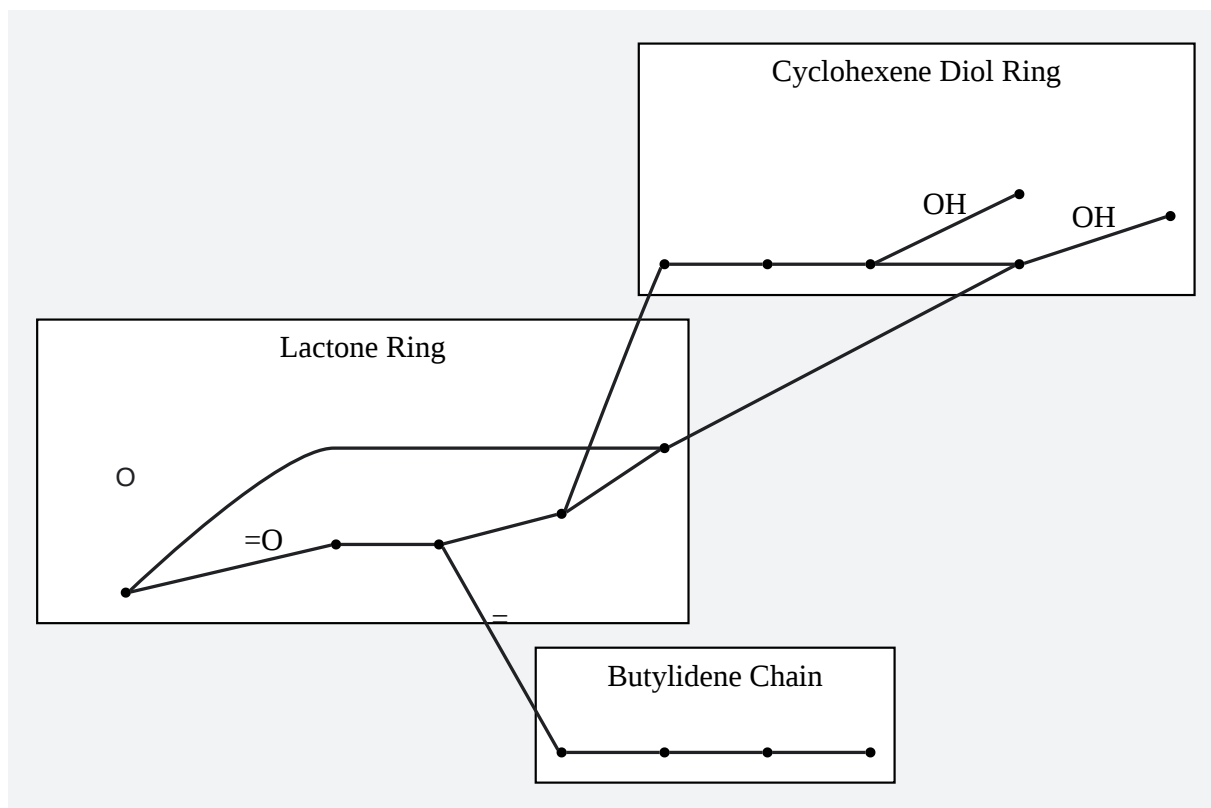 Cyclohexene Diol Ring
OH
OH
Lactone Ring
O
=O
=
Butylidene Chain